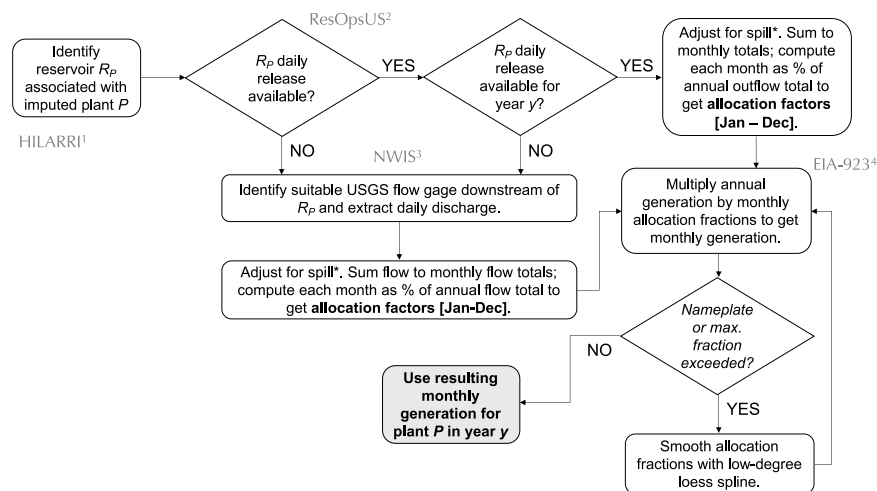 ResOpsUS²
Identify
reservoir R_P
associated with
imputed plant P
HILARRI¹
R_P daily
release
available?
YES
R_P daily
release
available for
year y?
YES
Adjust for spill*. Sum to
monthly totals; compute
each month as % of
annual outflow total to
get allocation factors
[Jan – Dec].
NO
NWIS³
NO
EIA-923⁴
Identify suitable USGS flow gage downstream of
R_P and extract daily discharge.
Multiply annual
generation by monthly
allocation fractions to get
monthly generation.
Adjust for spill*. Sum flow to monthly flow totals;
compute each month as % of annual flow total to
get allocation factors [Jan-Dec].
Nameplate
or max.
fraction
exceeded?
NO
Use resulting
monthly
generation for
plant P in year y
YES
Smooth allocation
fractions with low-degree
loess spline.